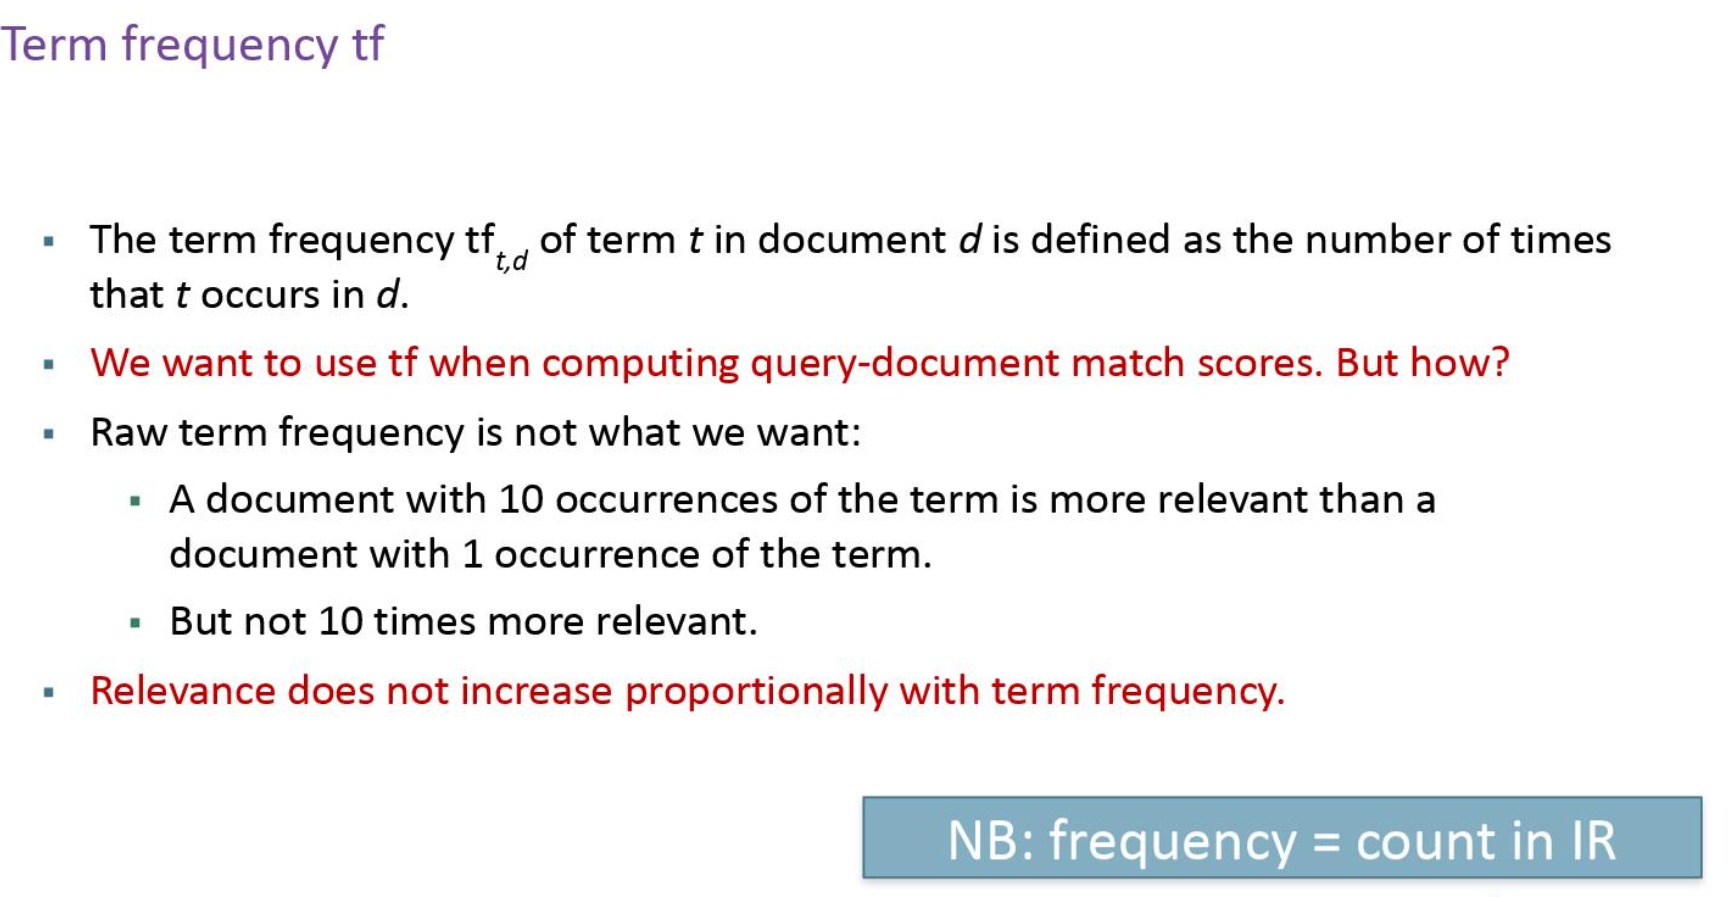 Term frequency tf
▪ The term frequency tf t,d of term t in document d is defined as the number of times
that t occurs in d.
▪ We want to use tf when computing query-document match scores. But how?
▪ Raw term frequency is not what we want:
▪ A document with 10 occurrences of the term is more relevant than a
document with 1 occurrence of the term.
▪ But not 10 times more relevant.
▪ Relevance does not increase proportionally with term frequency.
NB: frequency = count in IR